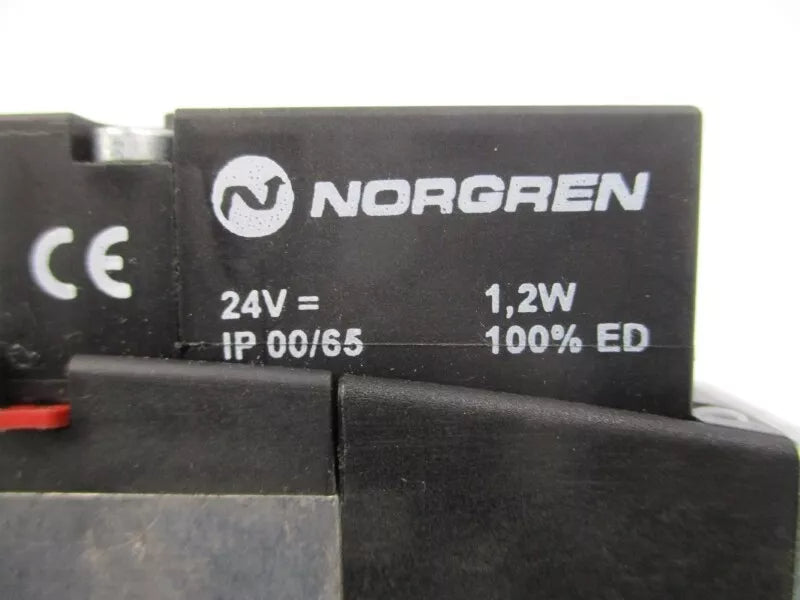 NORGREN
CE
24V = 1,2W
IP 00/65 100% ED